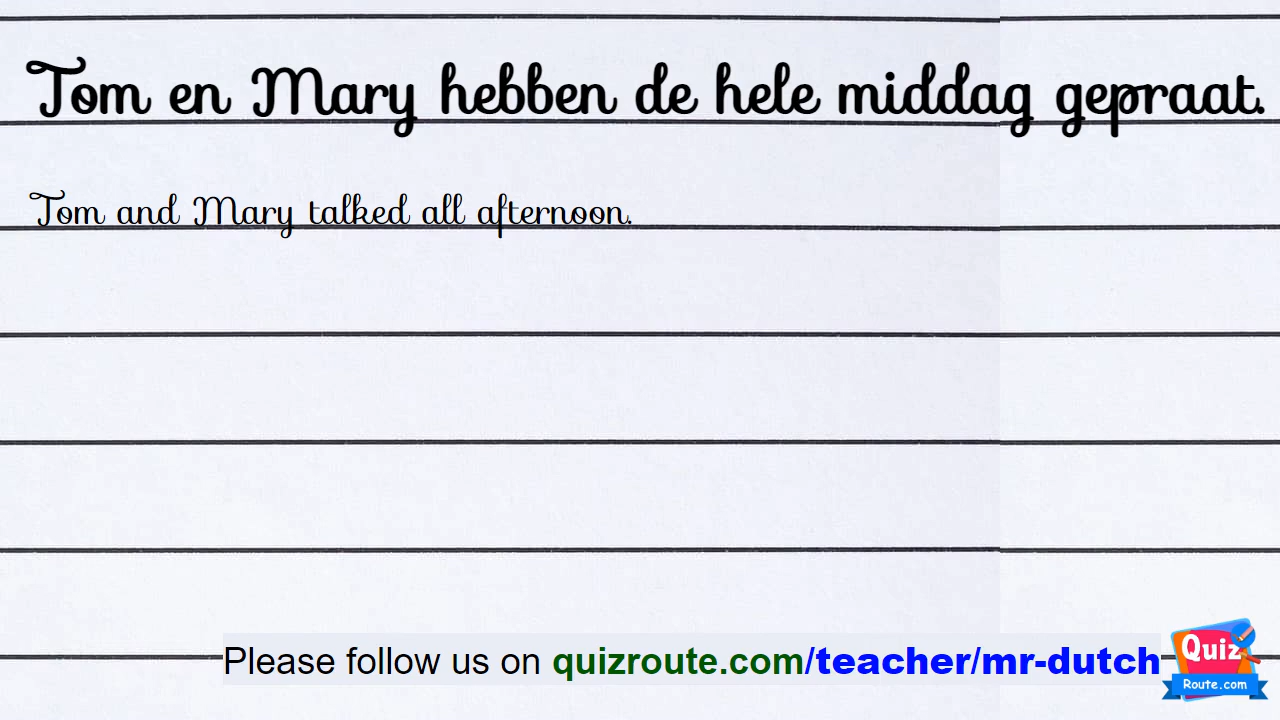 Tom en Mary hebben de hele middag gepraat.
Tom and Mary talked all afternoon.
Please follow us on quizroute.com/teacher/mr-dutch
Quiz
Route.com